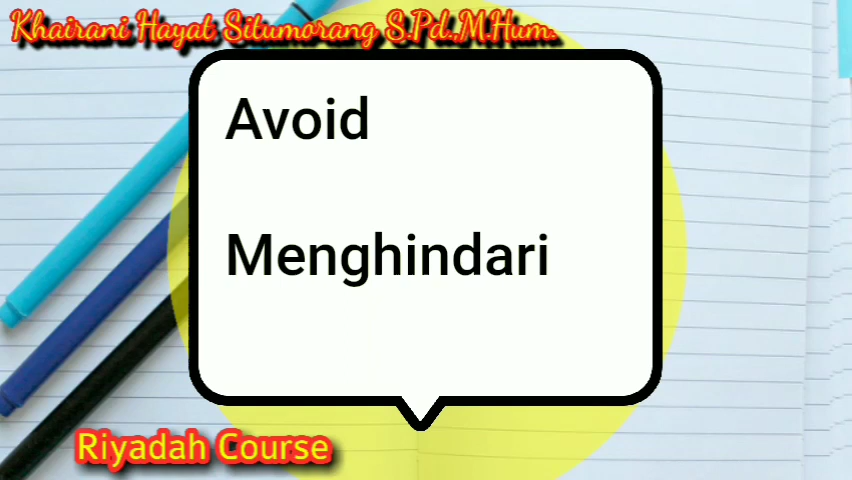 Khairani Hayat Situmorang S.Pd.,M.Hum.
Avoid
Menghindari
Riyadah Course